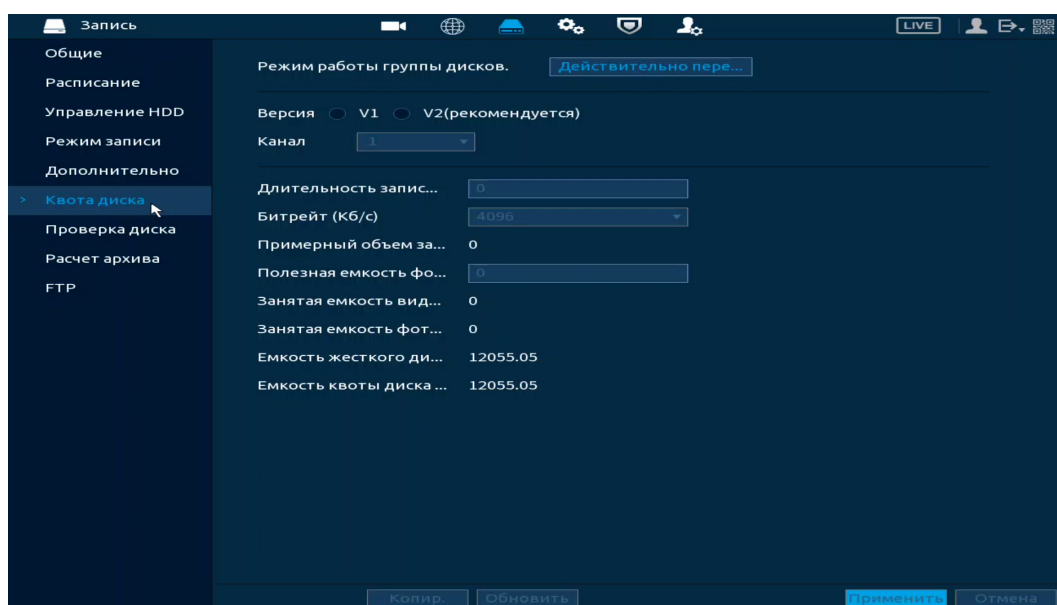 Запись
LIVE
Общие
Расписание
Управление HDD
Режим записи
Дополнительно
> Квота диска
Проверка диска
Расчет архива
FTP
Режим работы группы дисков. Действительно пере...
Версия V1 V2(рекомендуется)
Канал 1
Длительность запис... 0
Битрейт (Кб/с) 4096
Примерный объем за... 0
Полезная емкость фо... 0
Занятая емкость вид... 0
Занятая емкость фот... 0
Емкость жесткого ди... 12055.05
Емкость квоты диска ... 12055.05
Копир. Обновить Применить Отмена